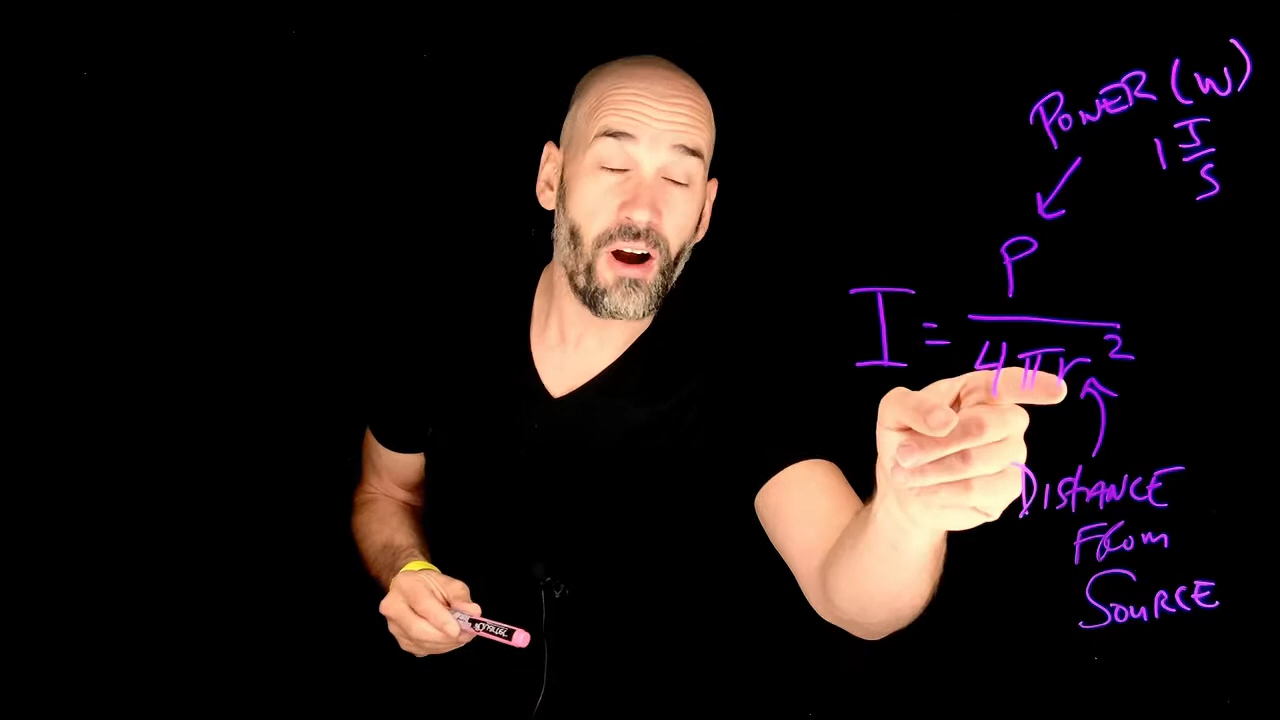 POWER (W)
1 J/S
P
I = ―――
4πr²
DISTANCE
FROM
SOURCE